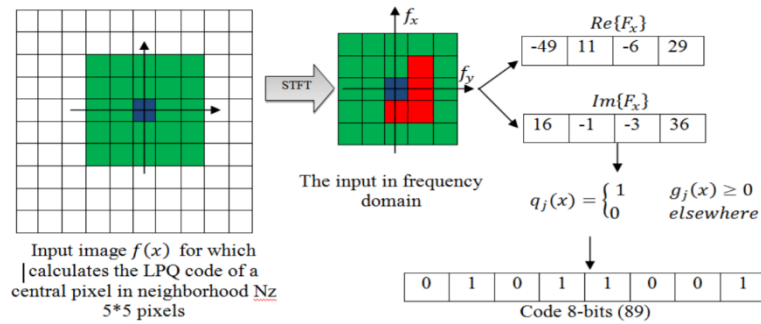 f_x
Re{F_x}
-49 11 -6 29
STFT
f_y
Im{F_x}
16 -1 -3 36
The input in frequency
domain
q_j(x) = {1 g_j(x) ≥ 0
0 elsewhere
Input image f(x) for which
calculates the LPQ code of a
central pixel in neighborhood Nz
5*5 pixels
0 1 0 1 1 0 0 1
Code 8-bits (89)